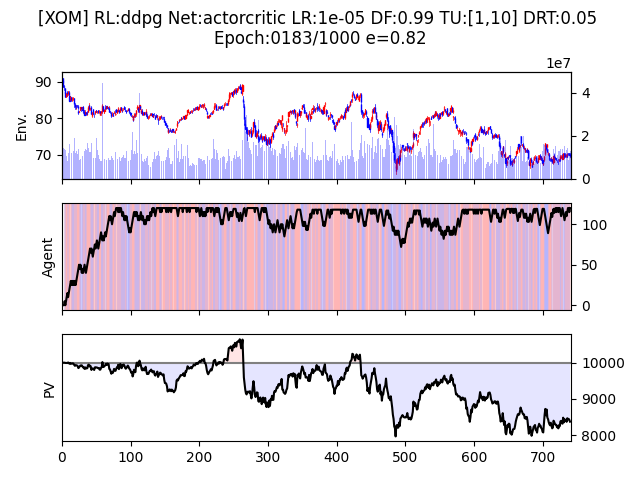 [XOM] RL:ddpg Net:actorcritic LR:1e-05 DF:0.99 TU:[1,10] DRT:0.05
Epoch:0183/1000 e=0.82
1e7
90
80
70
Env.
4
2
0
Agent
100
50
0
PV
10000
9000
8000
0 100 200 300 400 500 600 700